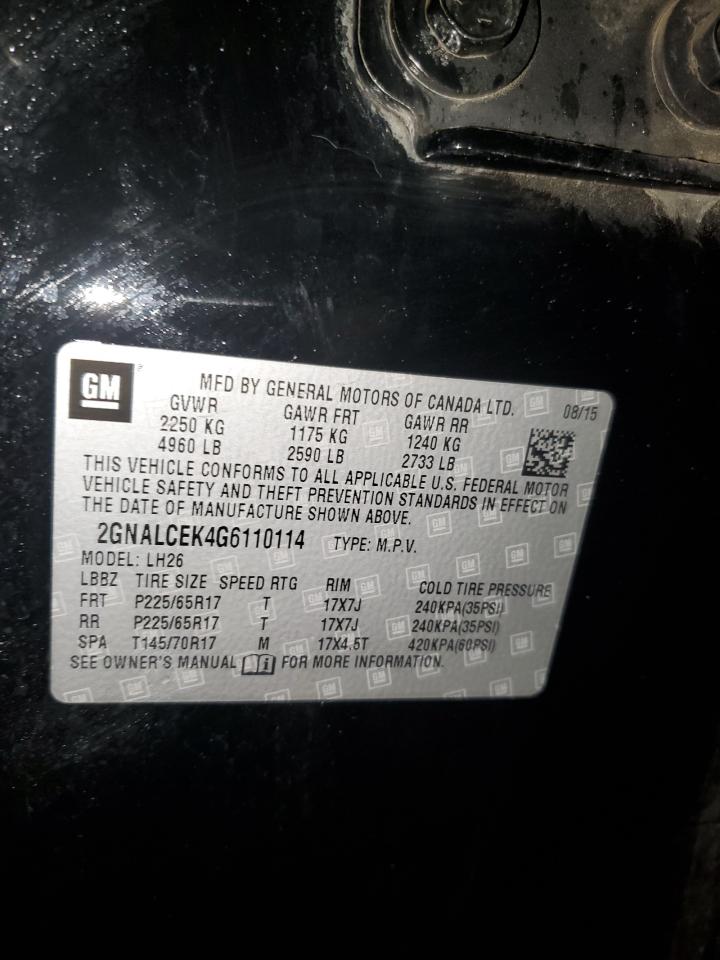 GM
MFD BY GENERAL MOTORS OF CANADA LTD.
08/15
GVWR GAWR FRT GAWR RR
2250 KG 1175 KG 1240 KG
4960 LB 2590 LB 2733 LB
THIS VEHICLE CONFORMS TO ALL APPLICABLE U.S. FEDERAL MOTOR
VEHICLE SAFETY AND THEFT PREVENTION STANDARDS IN EFFECT ON
THE DATE OF MANUFACTURE SHOWN ABOVE.
2GNALCEK4G6110114 TYPE: M.P.V.
MODEL: LH26
LBBZ TIRE SIZE SPEED RTG RIM COLD TIRE PRESSURE
FRT P225/65R17 T 17X7J 240KPA(35PSI)
RR P225/65R17 T 17X7J 240KPA(35PSI)
SPA T145/70R17 M 17X4.5T 420KPA(60PSI)
SEE OWNER'S MANUAL FOR MORE INFORMATION.